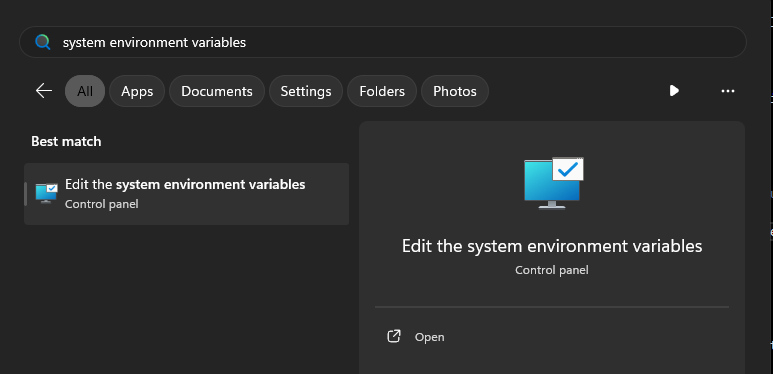 system environment variables
All Apps Documents Settings Folders Photos
Best match
Edit the system environment variables
Control panel
Edit the system environment variables
Control panel
Open